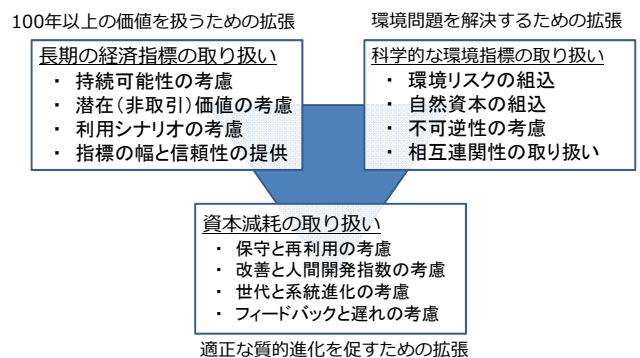 100年以上の価値を扱うための拡張
長期の経済指標の取り扱い
・ 持続可能性の考慮
・ 潜在(非取引)価値の考慮
・ 利用シナリオの考慮
・ 指標の幅と信頼性の提供
環境問題を解決するための拡張
科学的な環境指標の取り扱い
・ 環境リスクの組込
・ 自然資本の組込
・ 不可逆性の考慮
・ 相互連関性の取り扱い
資本減耗の取り扱い
・ 保守と再利用の考慮
・ 改善と人間開発指数の考慮
・ 世代と系統進化の考慮
・ フィードバックと遅れの考慮
適正な質的進化を促すための拡張